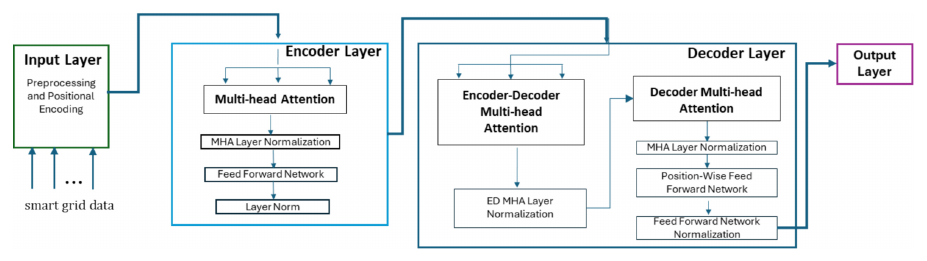 Input Layer
Preprocessing
and Positional
Encoding
...
smart grid data
Encoder Layer
Multi-head Attention
MHA Layer Normalization
Feed Forward Network
Layer Norm
Decoder Layer
Encoder-Decoder
Multi-head
Attention
ED MHA Layer
Normalization
Decoder Multi-head
Attention
MHA Layer Normalization
Position-Wise Feed
Forward Network
Feed Forward Network
Normalization
Output
Layer